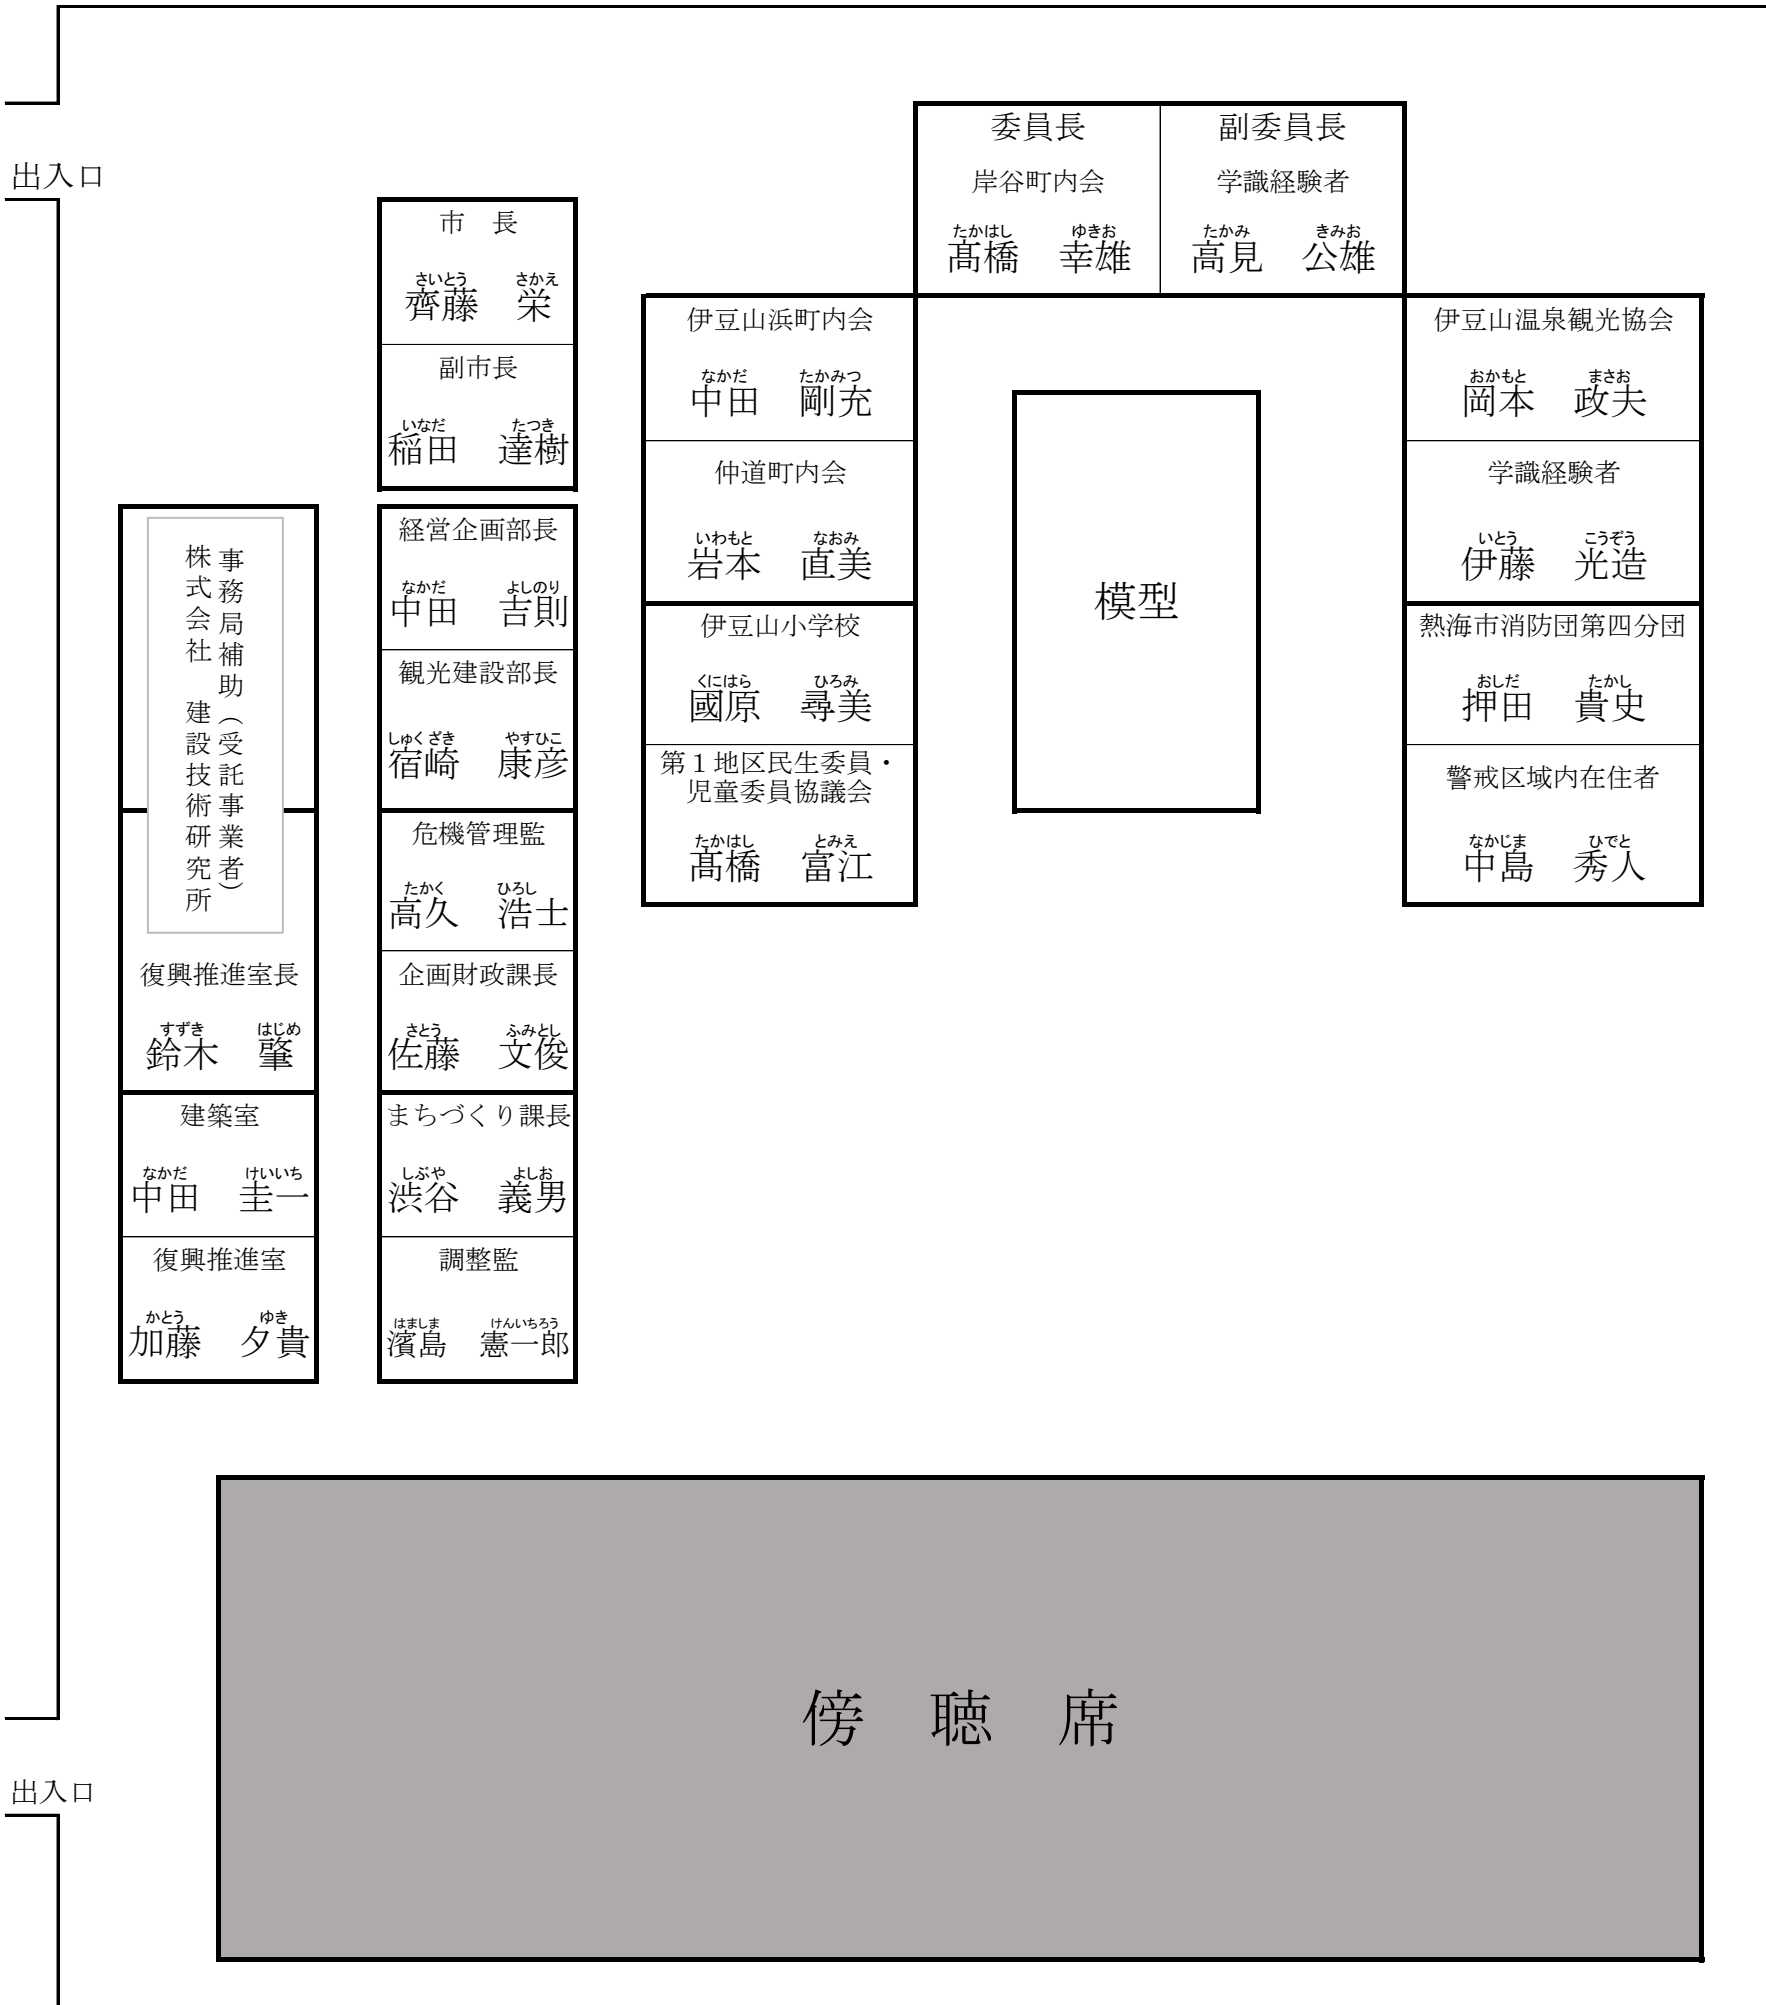 出入口
委員長
岸谷町内会
たかはし ゆきお
髙橋 幸雄
副委員長
学識経験者
たかみ きみお
高見 公雄
市 長
さいとう さかえ
齊藤 栄
副市長
いなだ たつき
稲田 達樹
伊豆山浜町内会
なかだ たかみつ
中田 剛充
仲道町内会
いわもと なおみ
岩本 直美
伊豆山小学校
くにはら ひろみ
國原 尋美
第１地区民生委員・
児童委員協議会
たかはし とみえ
髙橋 富江
模型
伊豆山温泉観光協会
おかもと まさお
岡本 政夫
学識経験者
いとう こうぞう
伊藤 光造
熱海市消防団第四分団
おしだ たかし
押田 貴史
警戒区域内在住者
なかじま ひでと
中島 秀人
事務局補助（受託事業者）
株式会社 建設技術研究所
復興推進室長
すずき はじめ
鈴木 肇
建築室
なかだ けいいち
中田 圭一
復興推進室
かとう ゆき
加藤 夕貴
経営企画部長
なかだ よしのり
中田 吉則
観光建設部長
しゅくざき やすひこ
宿崎 康彦
危機管理監
たかく ひろし
高久 浩士
企画財政課長
さとう ふみとし
佐藤 文俊
まちづくり課長
しぶや よしお
渋谷 義男
調整監
はましま けんいちろう
濱島 憲一郎
傍 聴 席
出入口